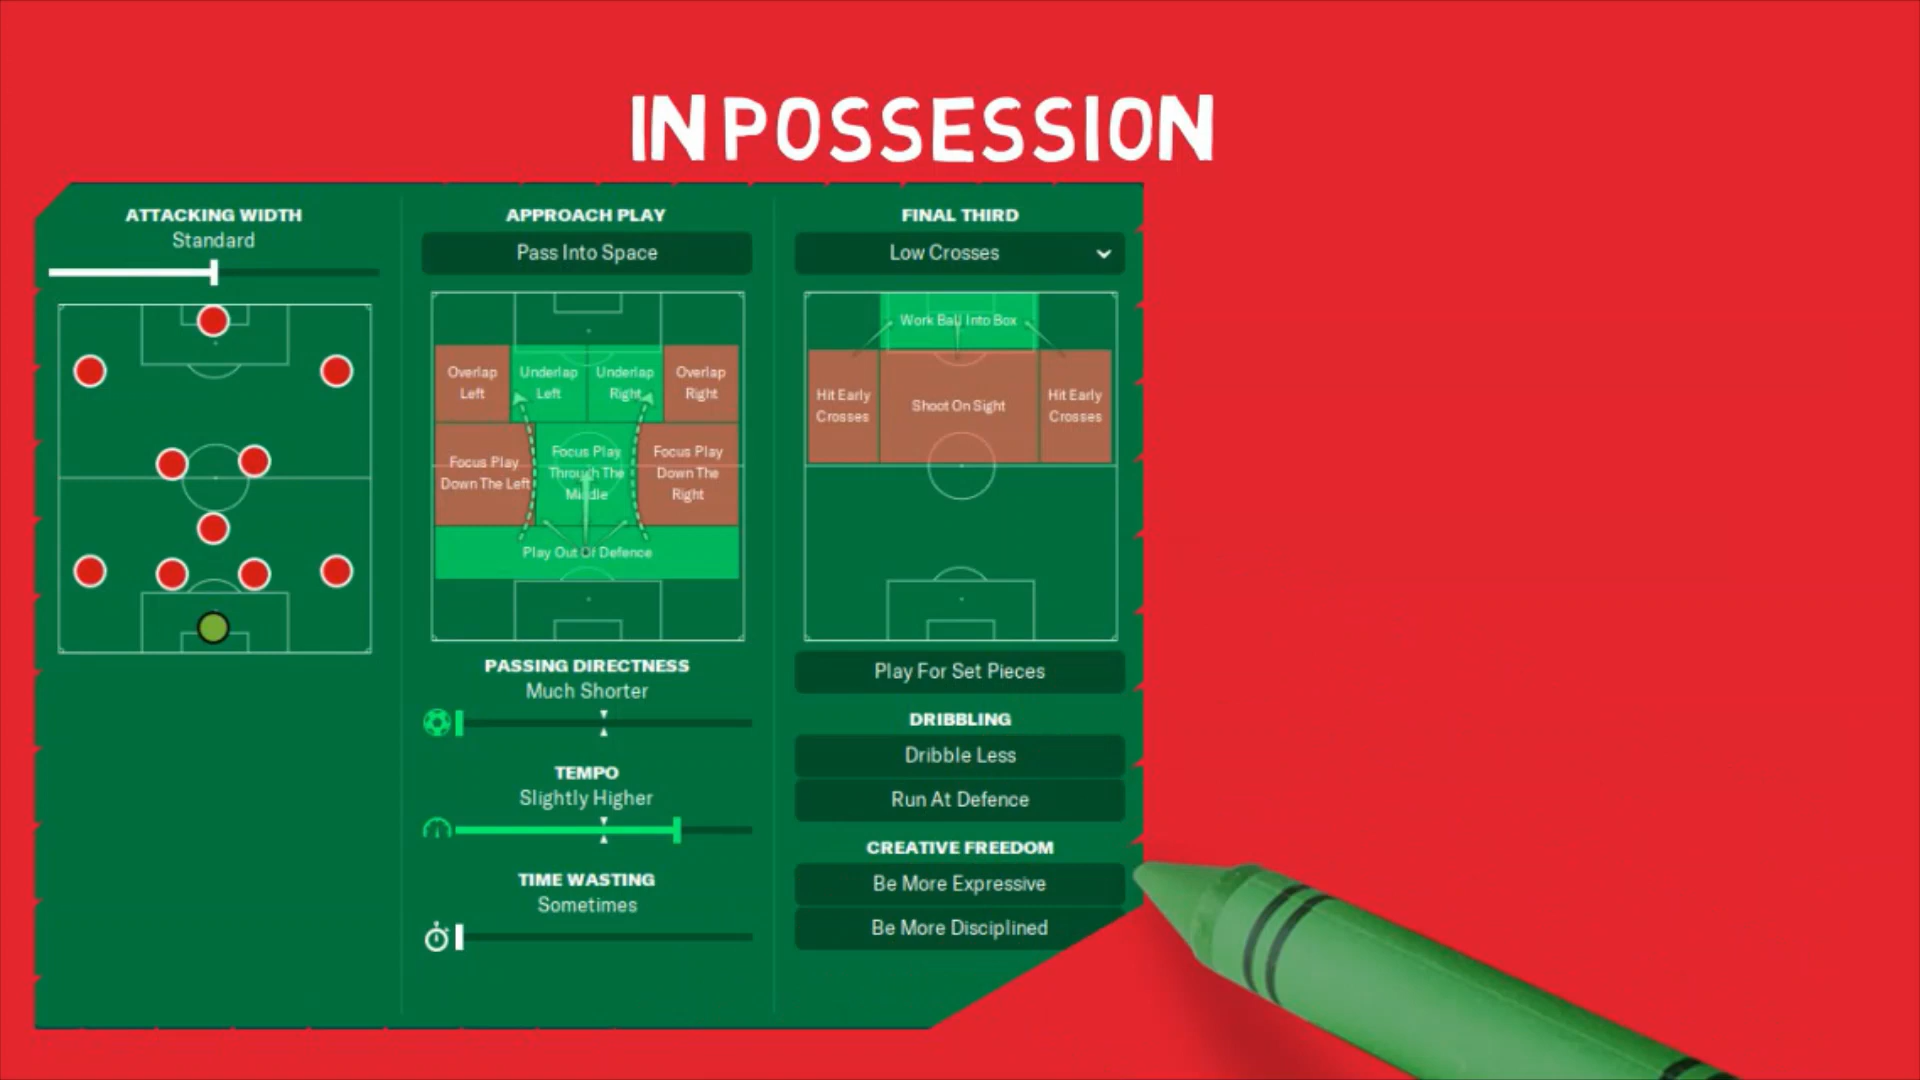 IN POSSESSION
ATTACKING WIDTH
Standard
APPROACH PLAY
Pass Into Space
Overlap
Left
Underlap
Left
Underlap
Right
Overlap
Right
Focus Play
Down The Left
Focus Play
Through The
Middle
Focus Play
Down The
Right
Play Out Of Defence
PASSING DIRECTNESS
Much Shorter
TEMPO
Slightly Higher
TIME WASTING
Sometimes
FINAL THIRD
Low Crosses
Work Ball Into Box
Hit Early
Crosses
Shoot On Sight
Hit Early
Crosses
Play For Set Pieces
DRIBBLING
Dribble Less
Run At Defence
CREATIVE FREEDOM
Be More Expressive
Be More Disciplined